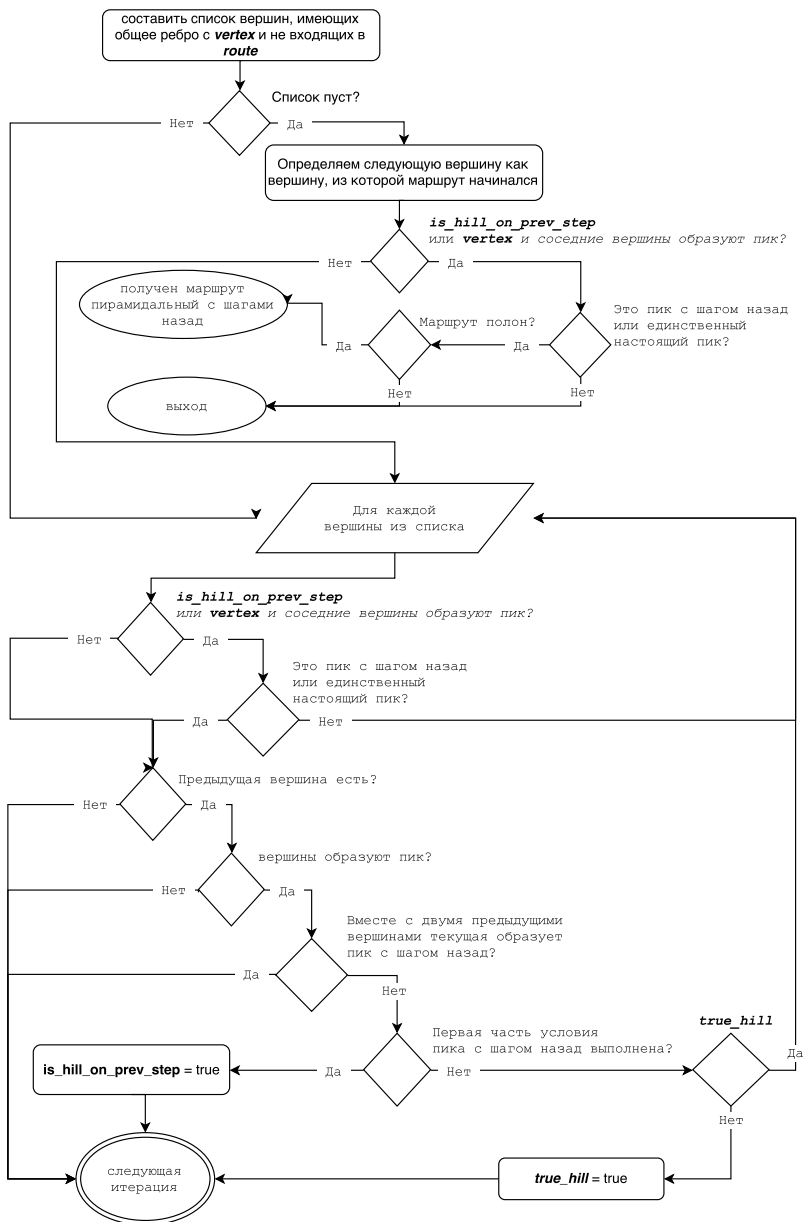 составить список вершин, имеющих
общее ребро с vertex и не входящих в
route
Список пуст?
Нет
Да
Определяем следующую вершину как
вершину, из которой маршрут начинался
is_hill_on_prev_step
или vertex и соседние вершины образуют пик?
Нет
Да
получен маршрут
пирамидальный с шагами
назад
Маршрут полон?
Это пик с шагом назад
или единственный
настоящий пик?
Да
Да
Нет
Нет
выход
Для каждой
вершины из списка
is_hill_on_prev_step
или vertex и соседние вершины образуют пик?
Нет
Да
Это пик с шагом назад
или единственный
настоящий пик?
Да
Нет
Предыдущая вершина есть?
Нет
Да
вершины образуют пик?
Нет
Да
Вместе с двумя предыдущими
вершинами текущая образует
пик с шагом назад?
Да
Нет
Первая часть условия
пика с шагом назад выполнена?
true_hill
Да
is_hill_on_prev_step = true
Да
Нет
Нет
следующая
итерация
true_hill = true